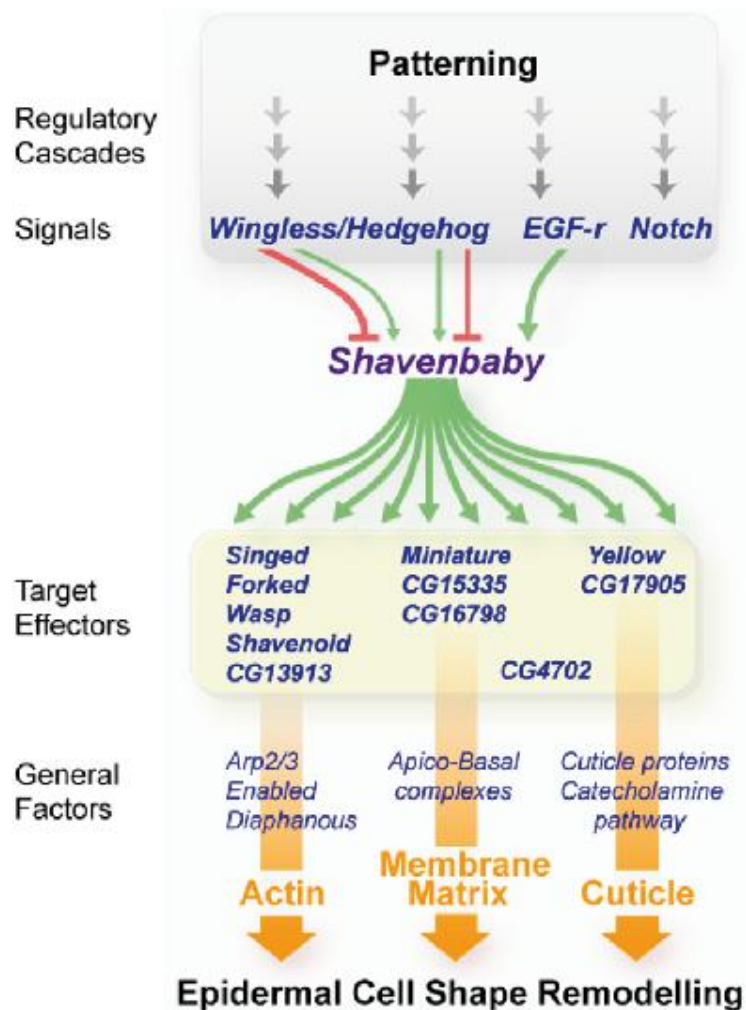 Patterning
Regulatory
Cascades
Signals
Wingless/Hedgehog EGF-r Notch
Shavenbaby
Target
Effectors
Singed
Forked
Wasp
Shavenoid
CG13913
Miniature
CG15335
CG16798
Yellow
CG17905
CG4702
General
Factors
Arp2/3
Enabled
Diaphanous
Apico-Basal
complexes
Cuticle proteins
Catecholamine
pathway
Actin
Membrane
Matrix
Cuticle
Epidermal Cell Shape Remodelling